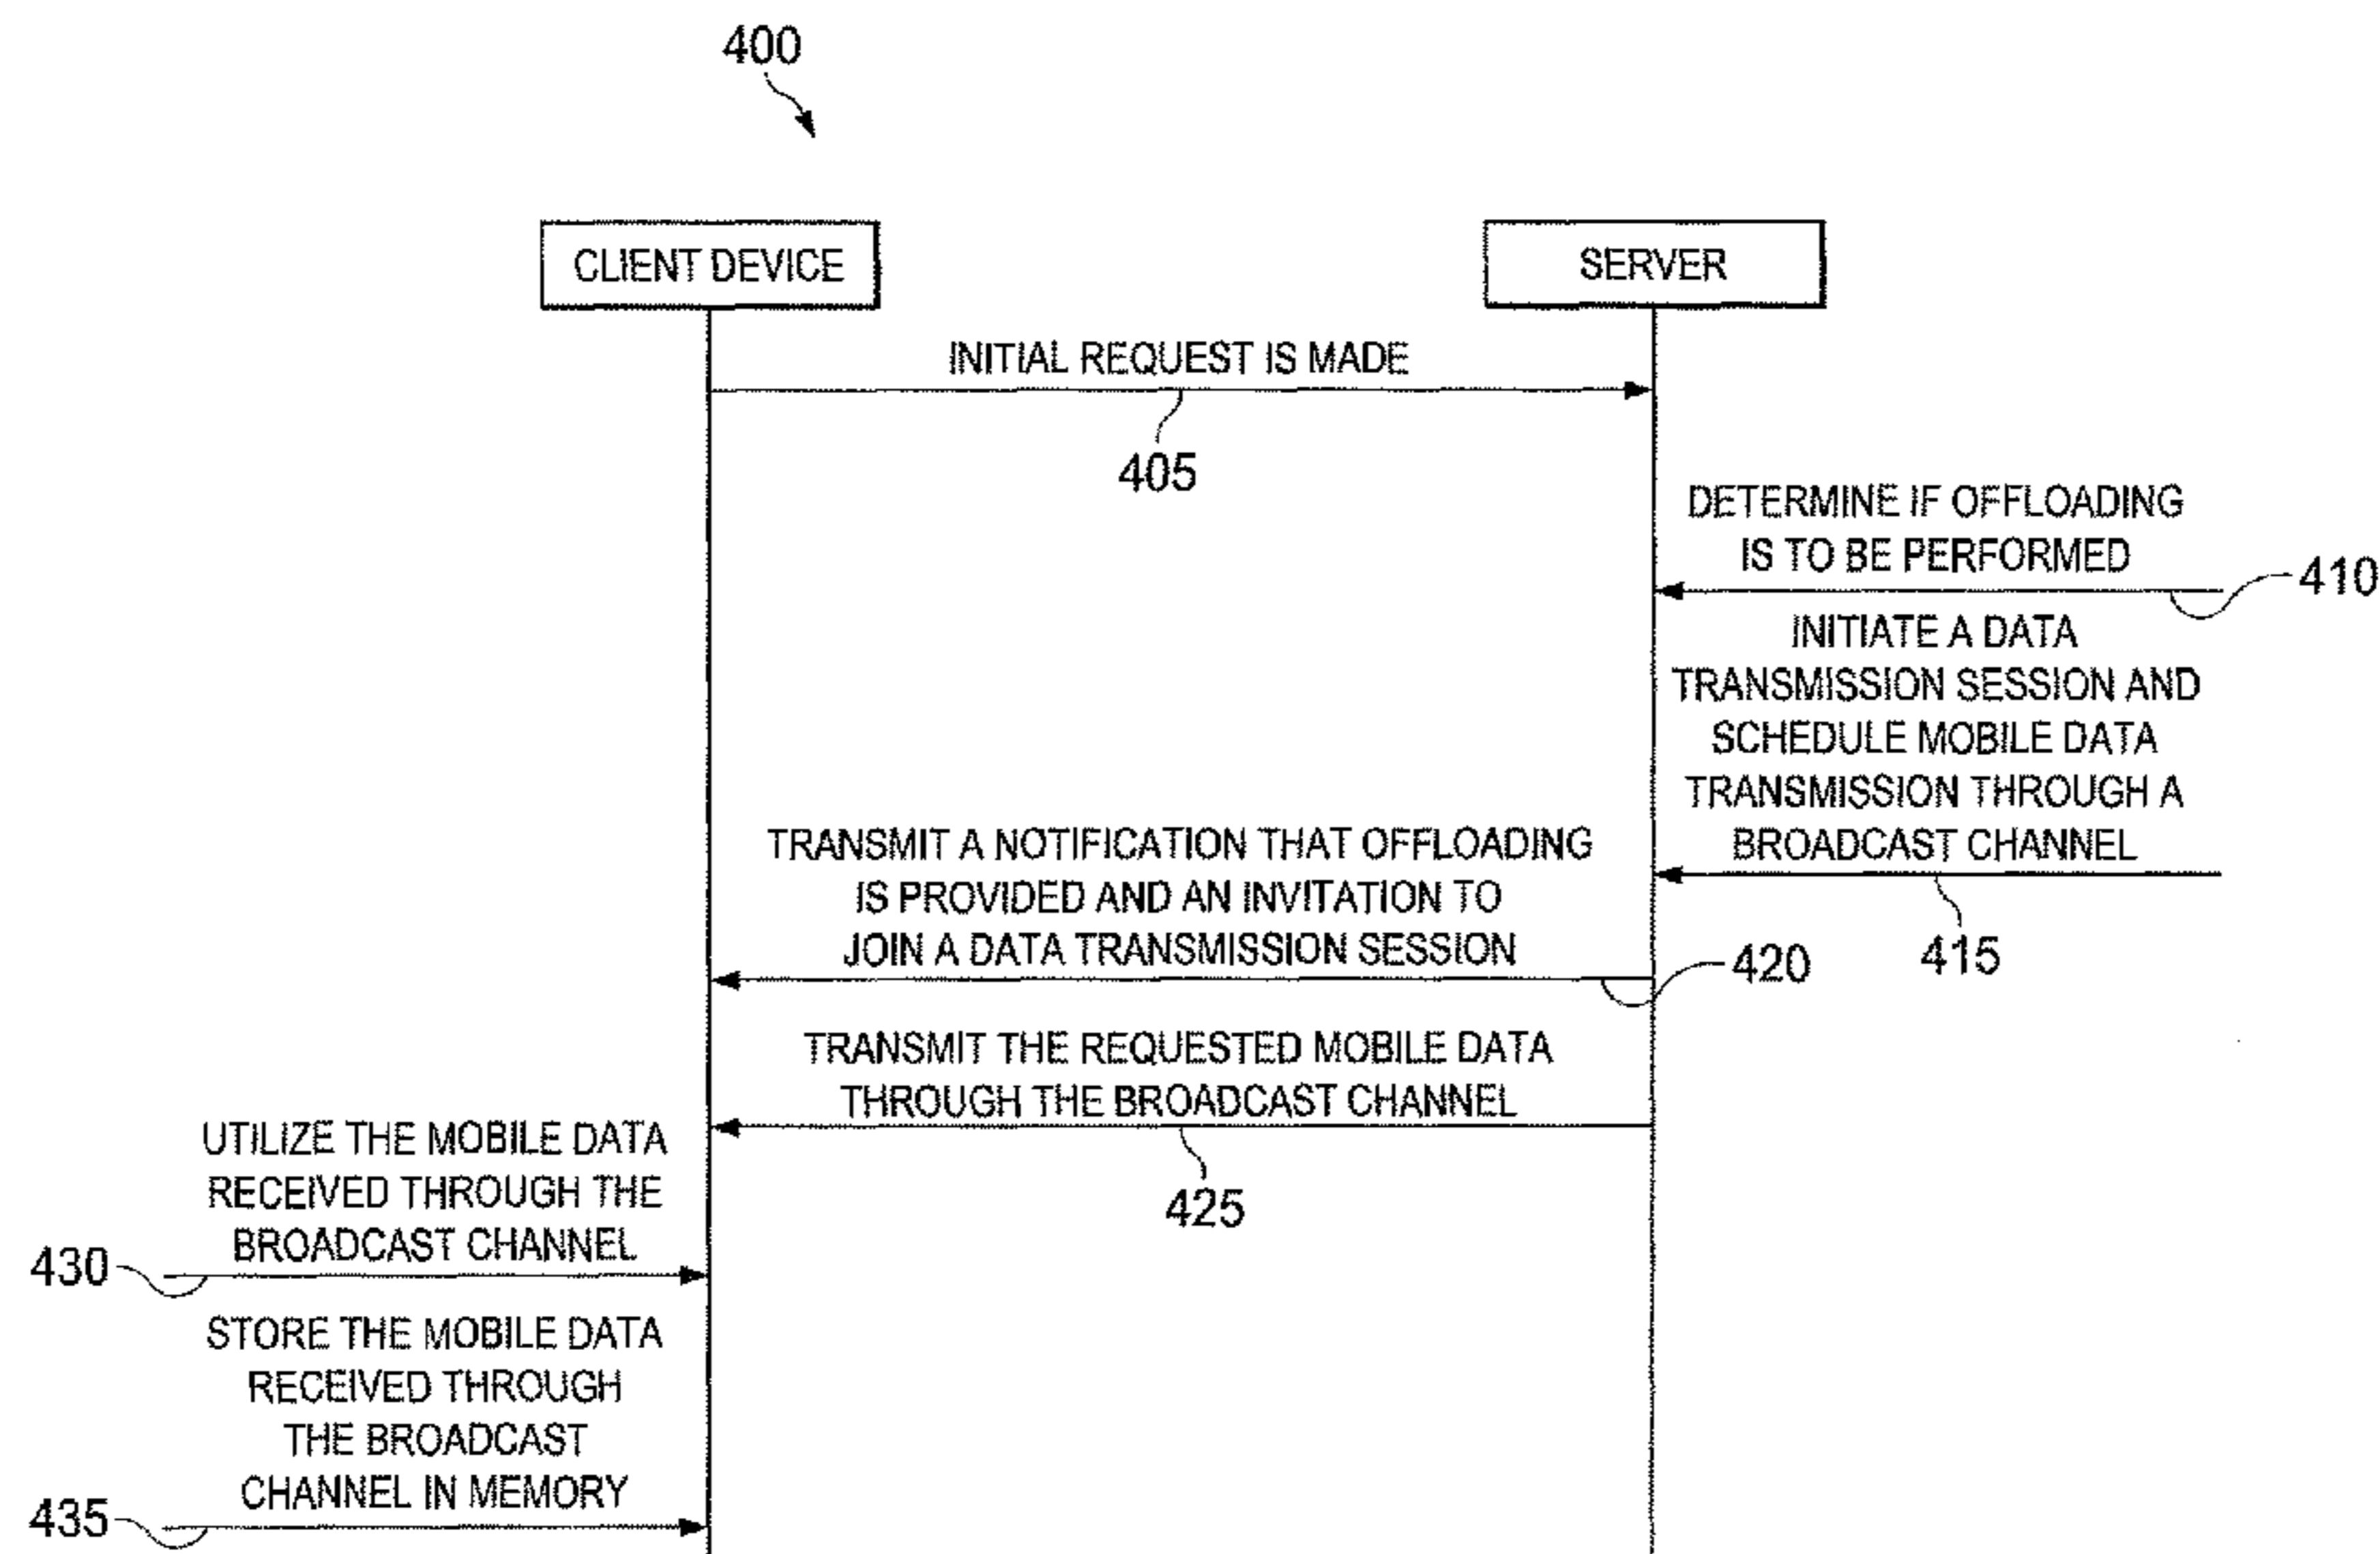 400
CLIENT DEVICE
SERVER
INITIAL REQUEST IS MADE
405
DETERMINE IF OFFLOADING
IS TO BE PERFORMED
410
INITIATE A DATA
TRANSMISSION SESSION AND
SCHEDULE MOBILE DATA
TRANSMISSION THROUGH A
BROADCAST CHANNEL
415
TRANSMIT A NOTIFICATION THAT OFFLOADING
IS PROVIDED AND AN INVITATION TO
JOIN A DATA TRANSMISSION SESSION
420
TRANSMIT THE REQUESTED MOBILE DATA
THROUGH THE BROADCAST CHANNEL
425
UTILIZE THE MOBILE DATA
RECEIVED THROUGH THE
BROADCAST CHANNEL
430
STORE THE MOBILE DATA
RECEIVED THROUGH
THE BROADCAST
CHANNEL IN MEMORY
435